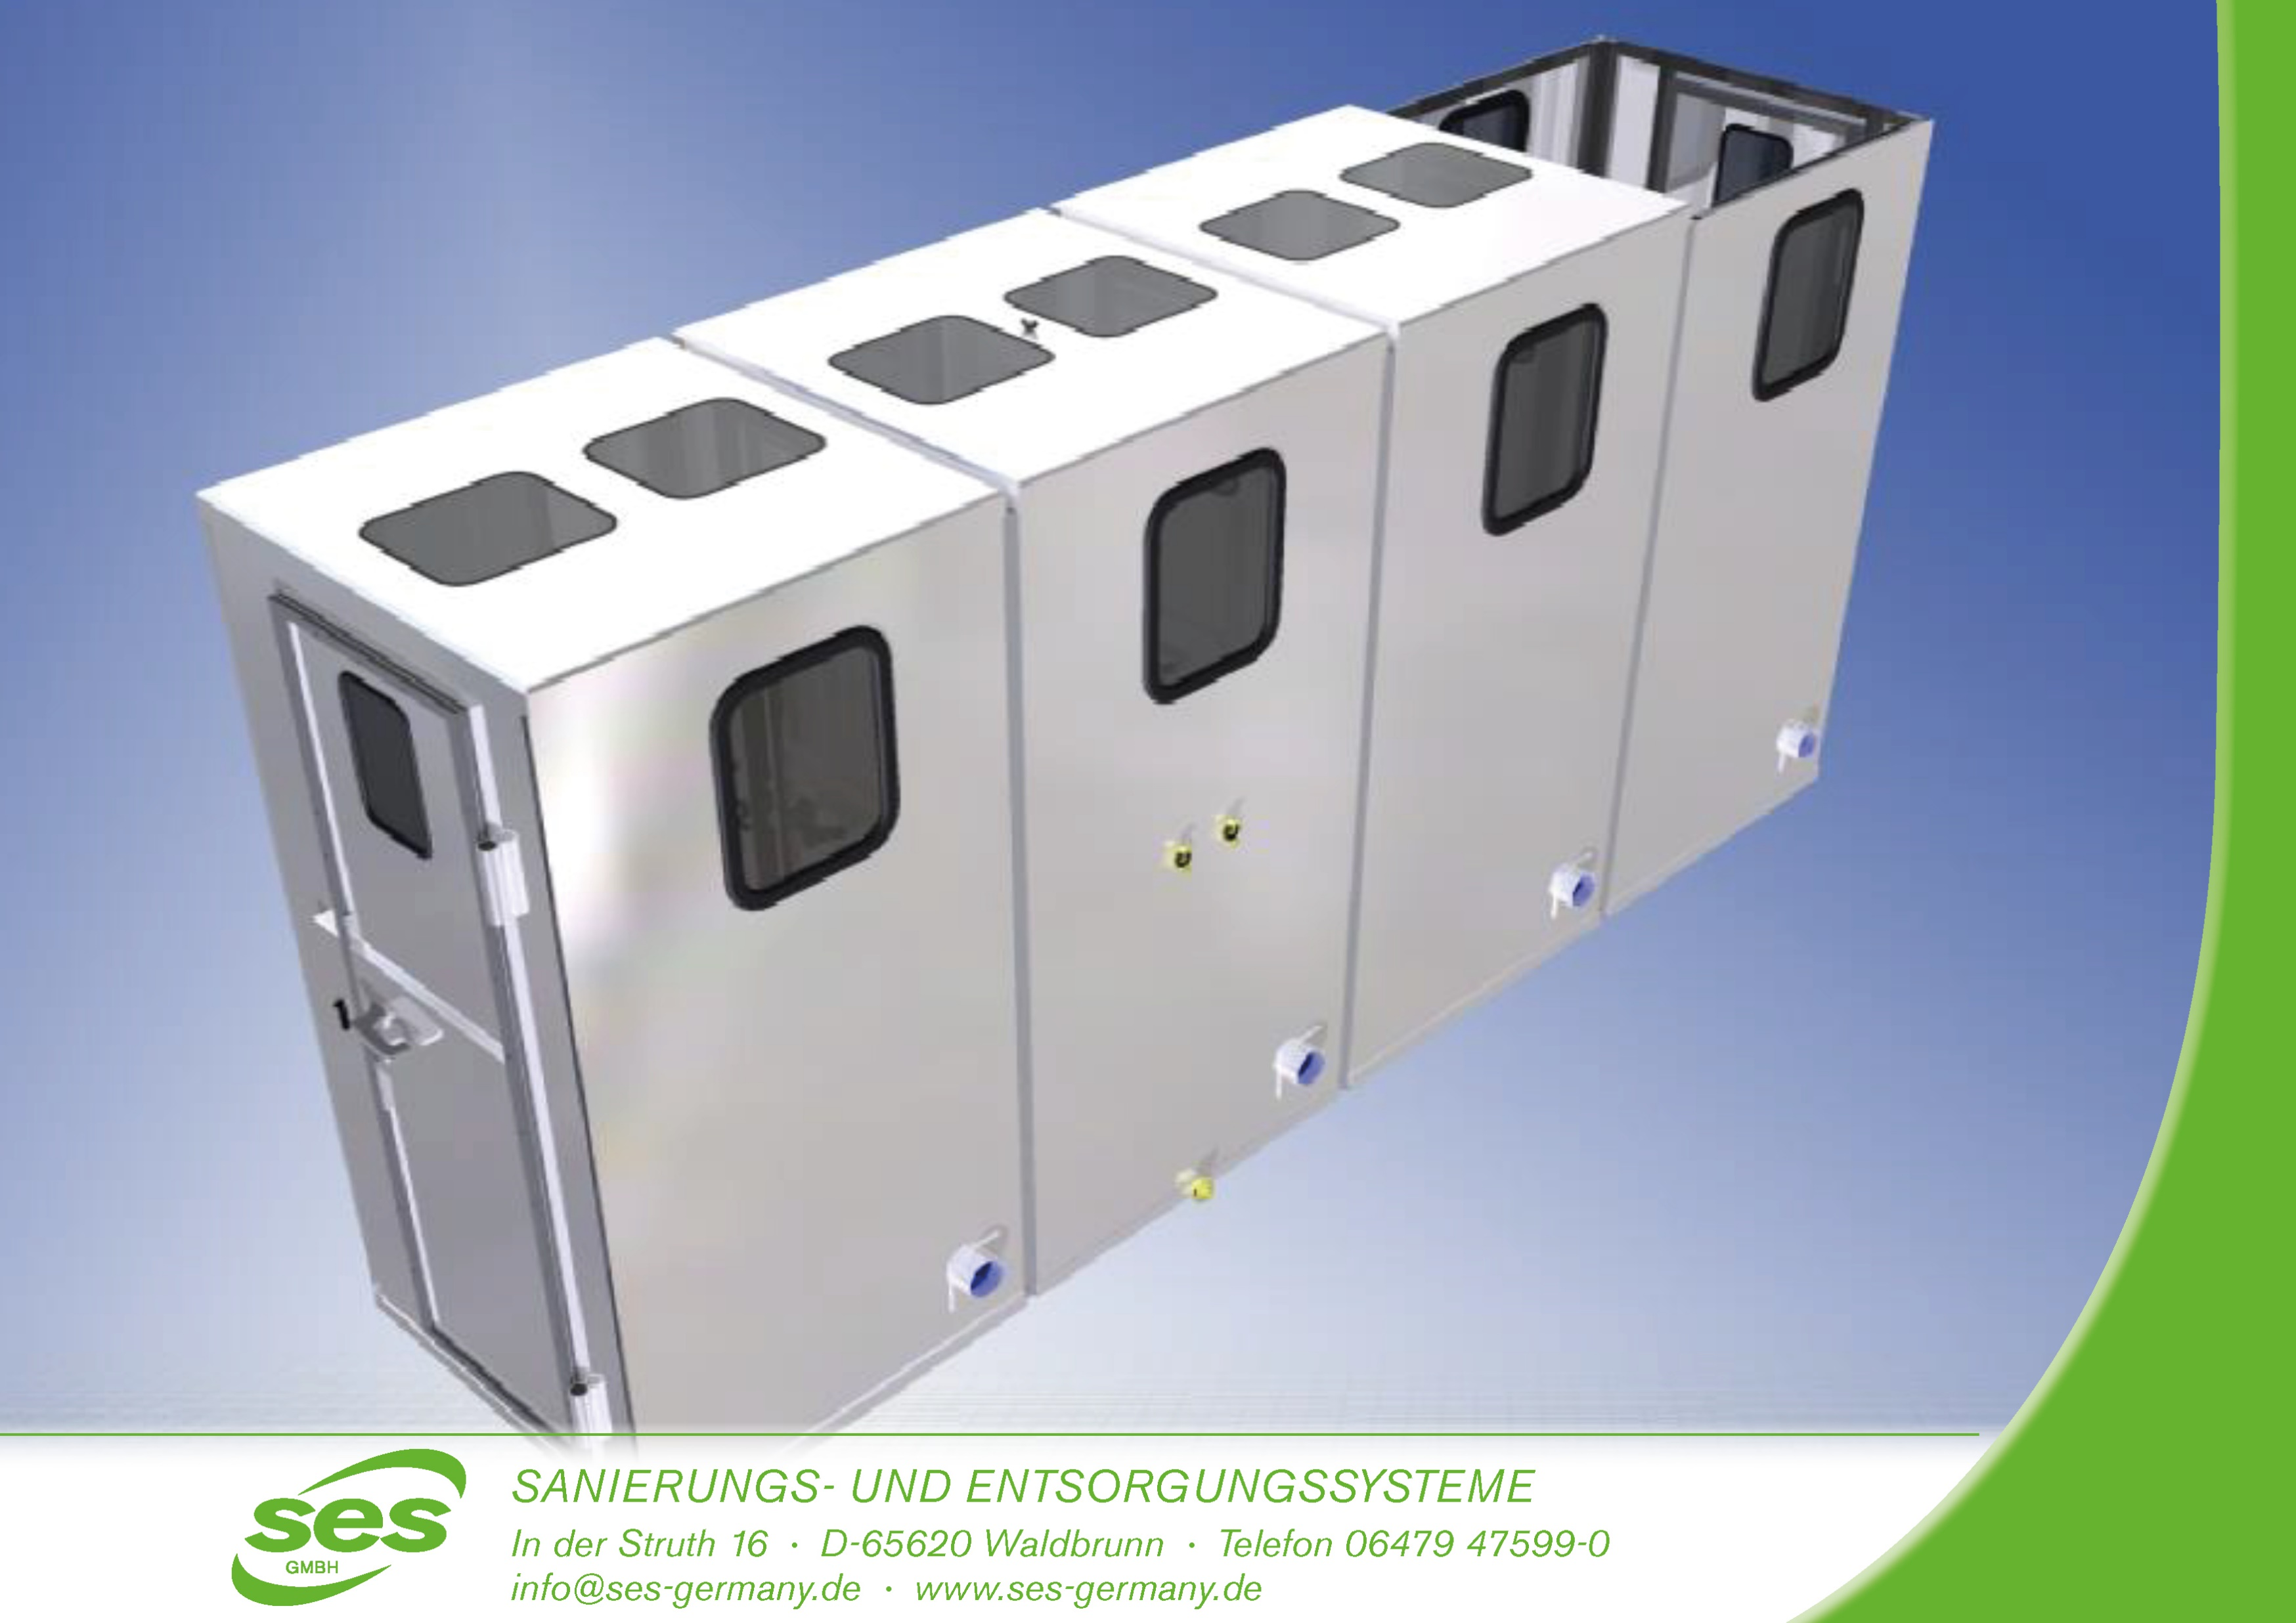 ses
GMBH
SANIERUNGS- UND ENTSORGUNGSSYSTEME
In der Struth 16 · D-65620 Waldbrunn · Telefon 06479 47599-0
info@ses-germany.de · www.ses-germany.de